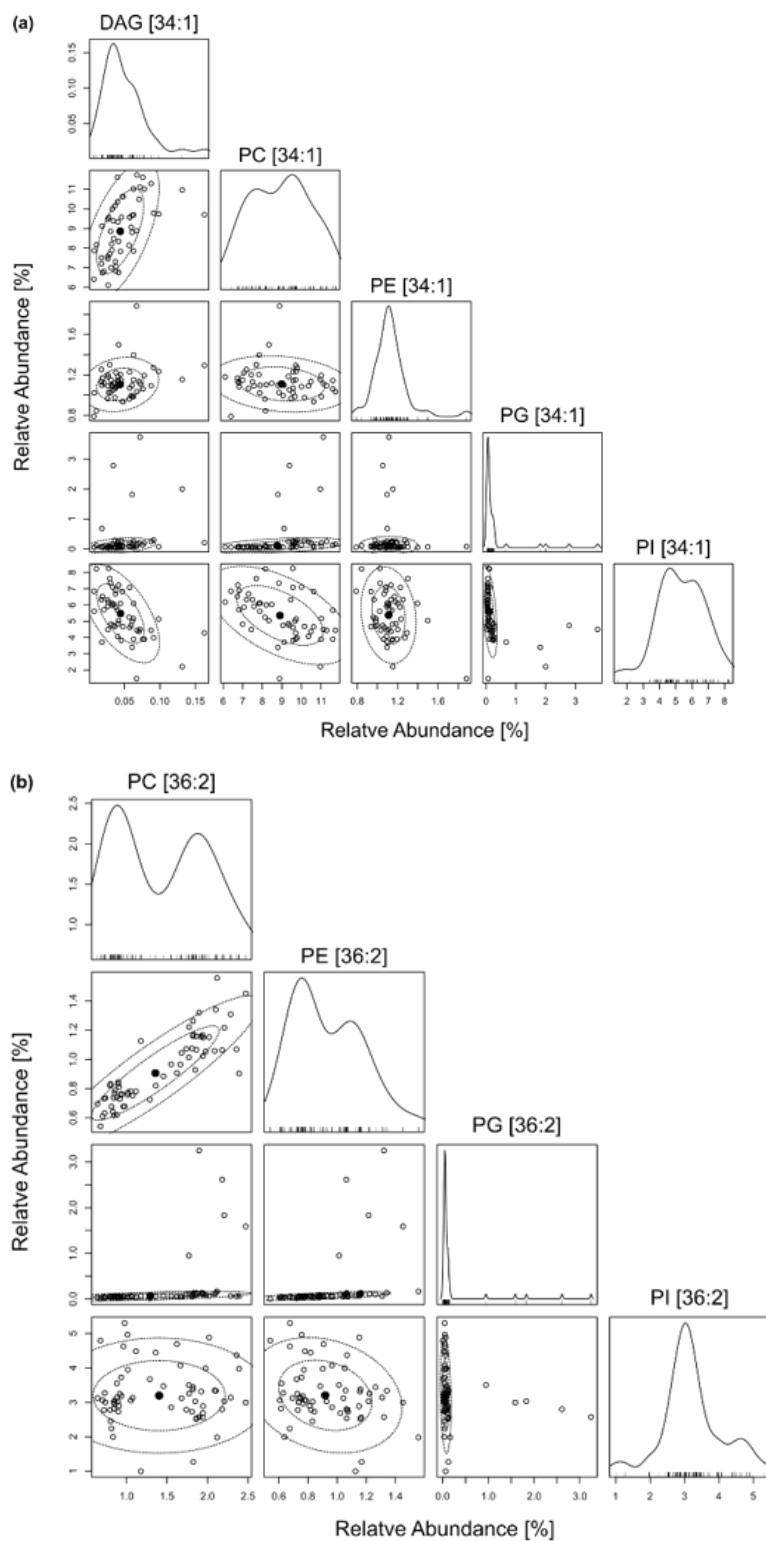 (a)
DAG [34:1]
0.05 0.10 0.15
PC [34:1]
6 7 8 9 10 11
PE [34:1]
0.8 1.2 1.6
PG [34:1]
0 1 2 3
PI [34:1]
2 3 4 5 6 7 8
Relatve Abundance [%]
0.05 0.10 0.15
6 7 8 9 10 11
0.8 1.2 1.6
0 1 2 3
2 3 4 5 6 7 8
Relatve Abundance [%]
(b)
PC [36:2]
1.0 1.5 2.0 2.5
PE [36:2]
0.6 0.8 1.0 1.2 1.4
PG [36:2]
0.0 1.0 2.0 3.0
PI [36:2]
1 2 3 4 5
Relatve Abundance [%]
1.0 1.5 2.0 2.5
0.6 0.8 1.0 1.2 1.4
0.0 1.0 2.0 3.0
1 2 3 4 5
Relatve Abundance [%]